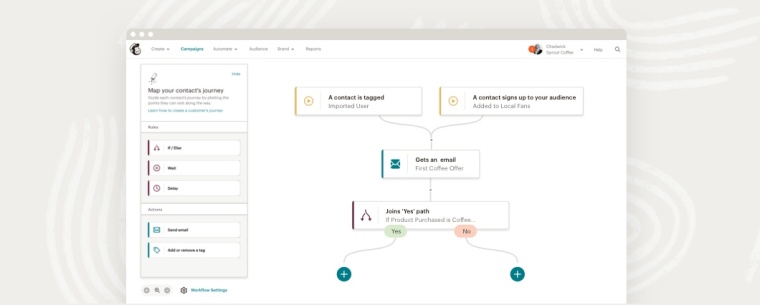 Create
Campaigns
Automate
Audience
Brand
Reports
Sprout Coffee
Help
Hide
Map your contact's journey
Guide each contact's journey by plotting the
points they can visit along the way.
Learn how to create a customer's journey
Rules
If / Else
Wait
Delay
Actions
Send email
Add or remove a tag
Workflow Settings
A contact is tagged
Imported User
A contact signs up to your audience
Added to Local Fans
Gets an email
First Coffee Offer
Joins 'Yes' path
If Product Purchased is Coffee...
Yes
No